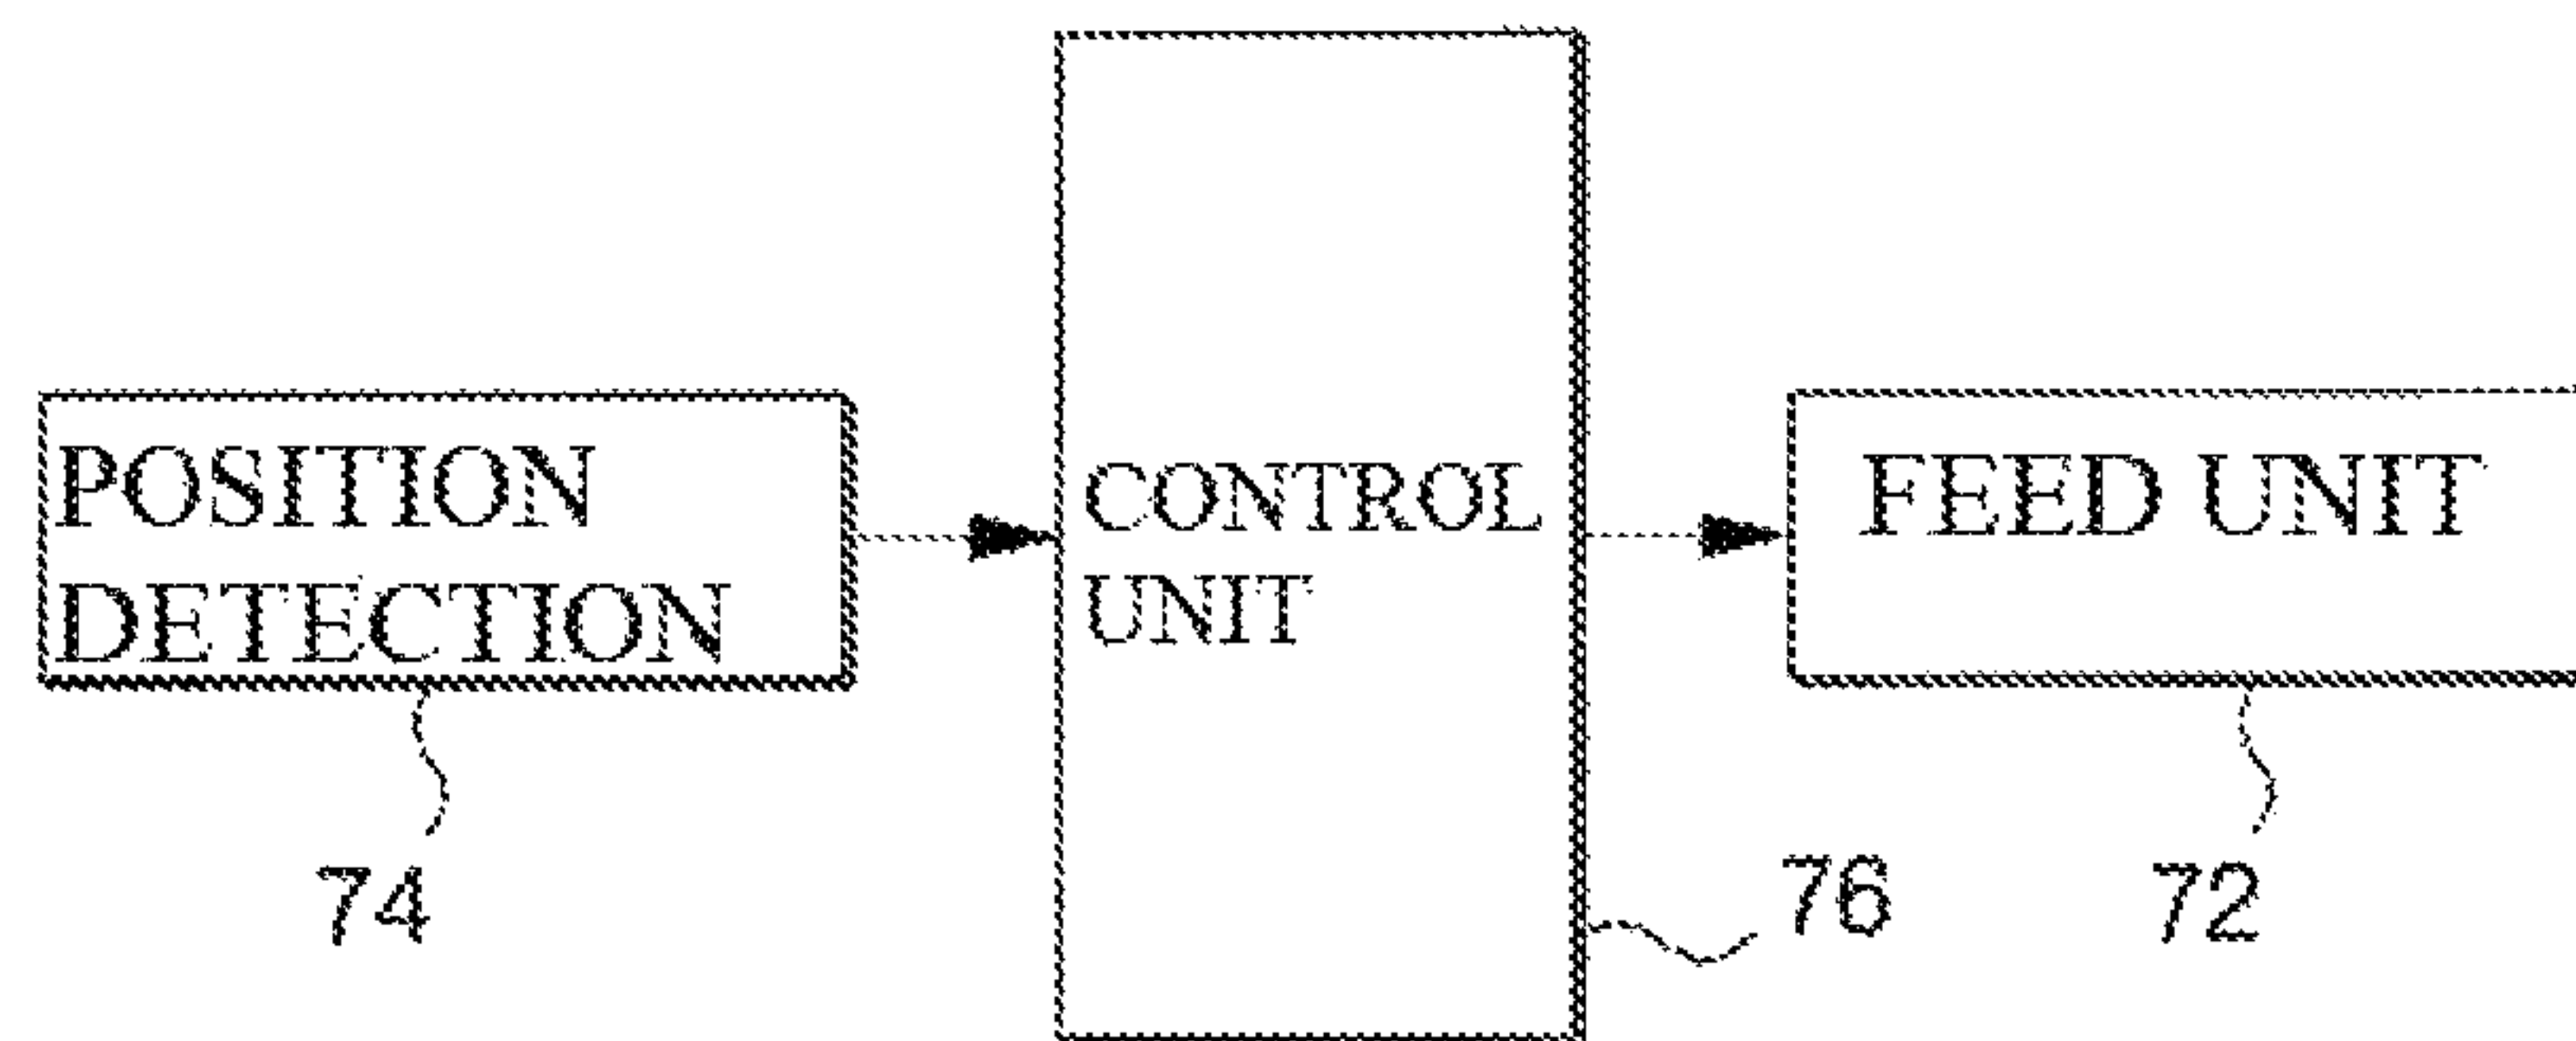 POSITION
DETECTION
CONTROL
UNIT
FEED UNIT
74
76
72